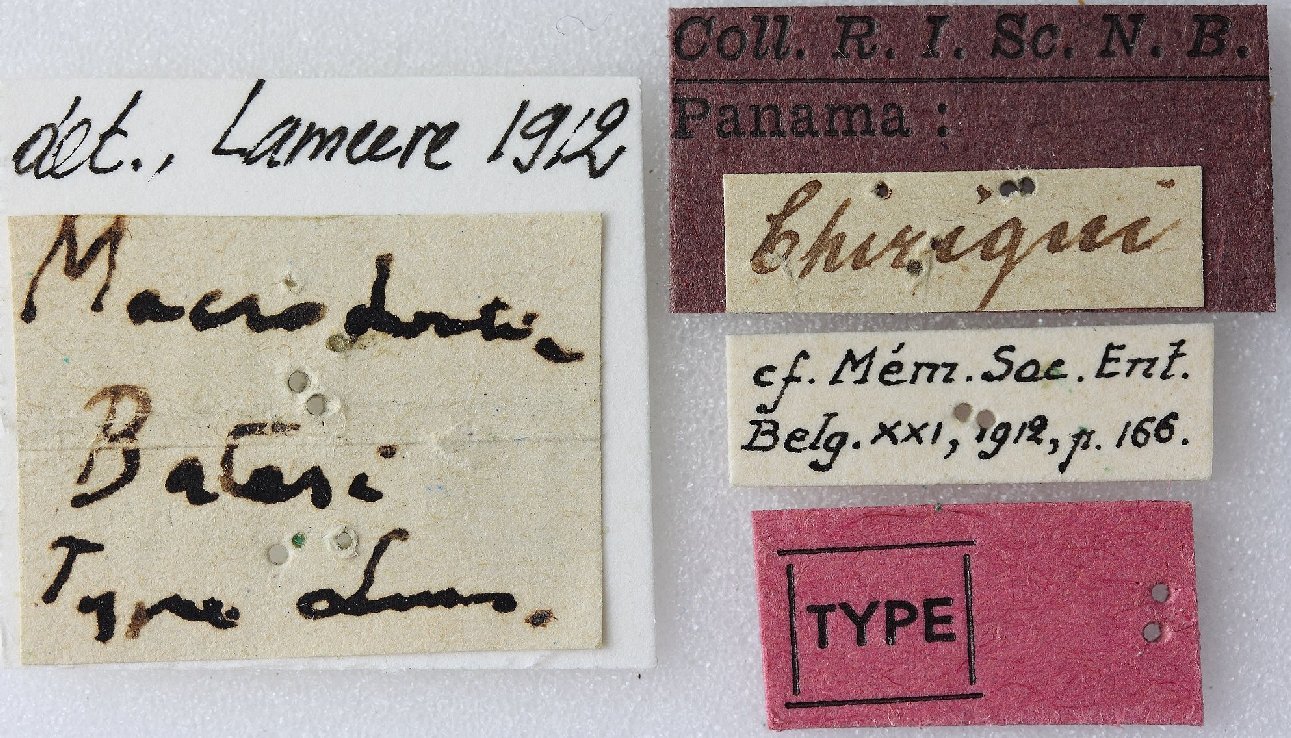 det., Lameere 1912
Macrodontia
Batesi
Type Lmr.
Coll. R. I. Sc. N. B.
Panama :
Chiriqui
cf. Mém. Soc. Ent.
Belg. XXI, 1912, p. 166.
TYPE